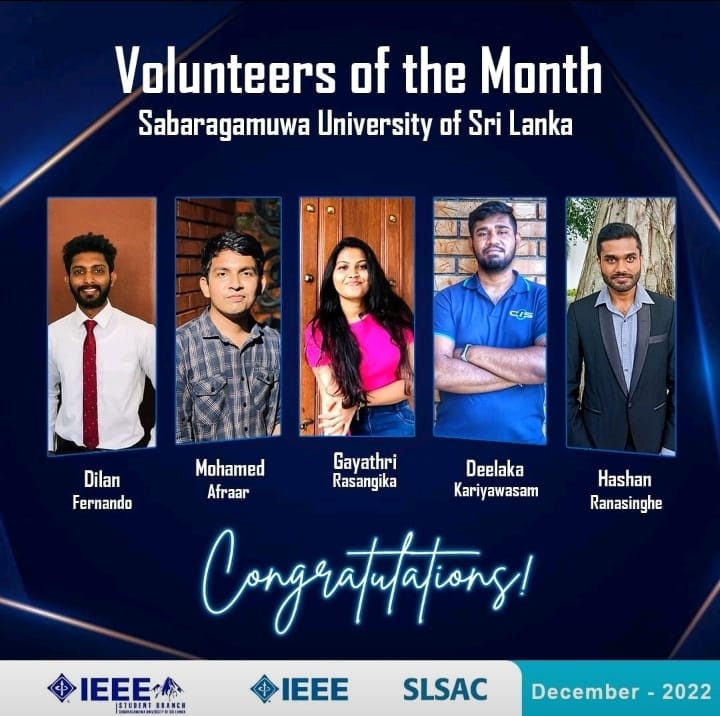 Volunteers of the Month
Sabaragamuwa University of Sri Lanka
CIS
Dilan
Fernando
Mohamed
Afraar
Gayathri
Rasangika
Deelaka
Kariyawasam
Hashan
Ranasinghe
Congratulations!
IEEE
STUDENT BRANCH
SABARAGAMUWA UNIVERSITY OF SRI LANKA
IEEE
SLSAC
December - 2022